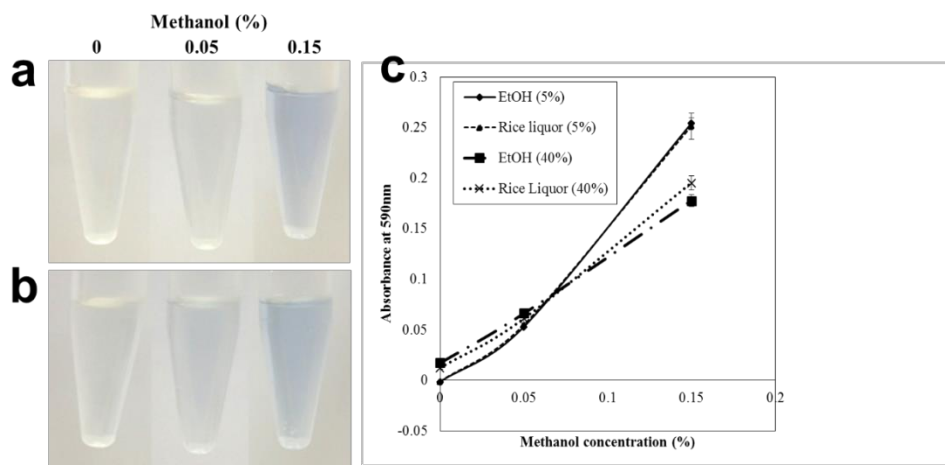 Methanol (%)
0 0.05 0.15
a
b
c
0.3
0.25
0.2
0.15
0.1
0.05
0
-0.05
Absorbance at 590nm
EtOH (5%)
Rice liquor (5%)
EtOH (40%)
Rice Liquor (40%)
0 0.05 0.1 0.15 0.2
Methanol concentration (%)